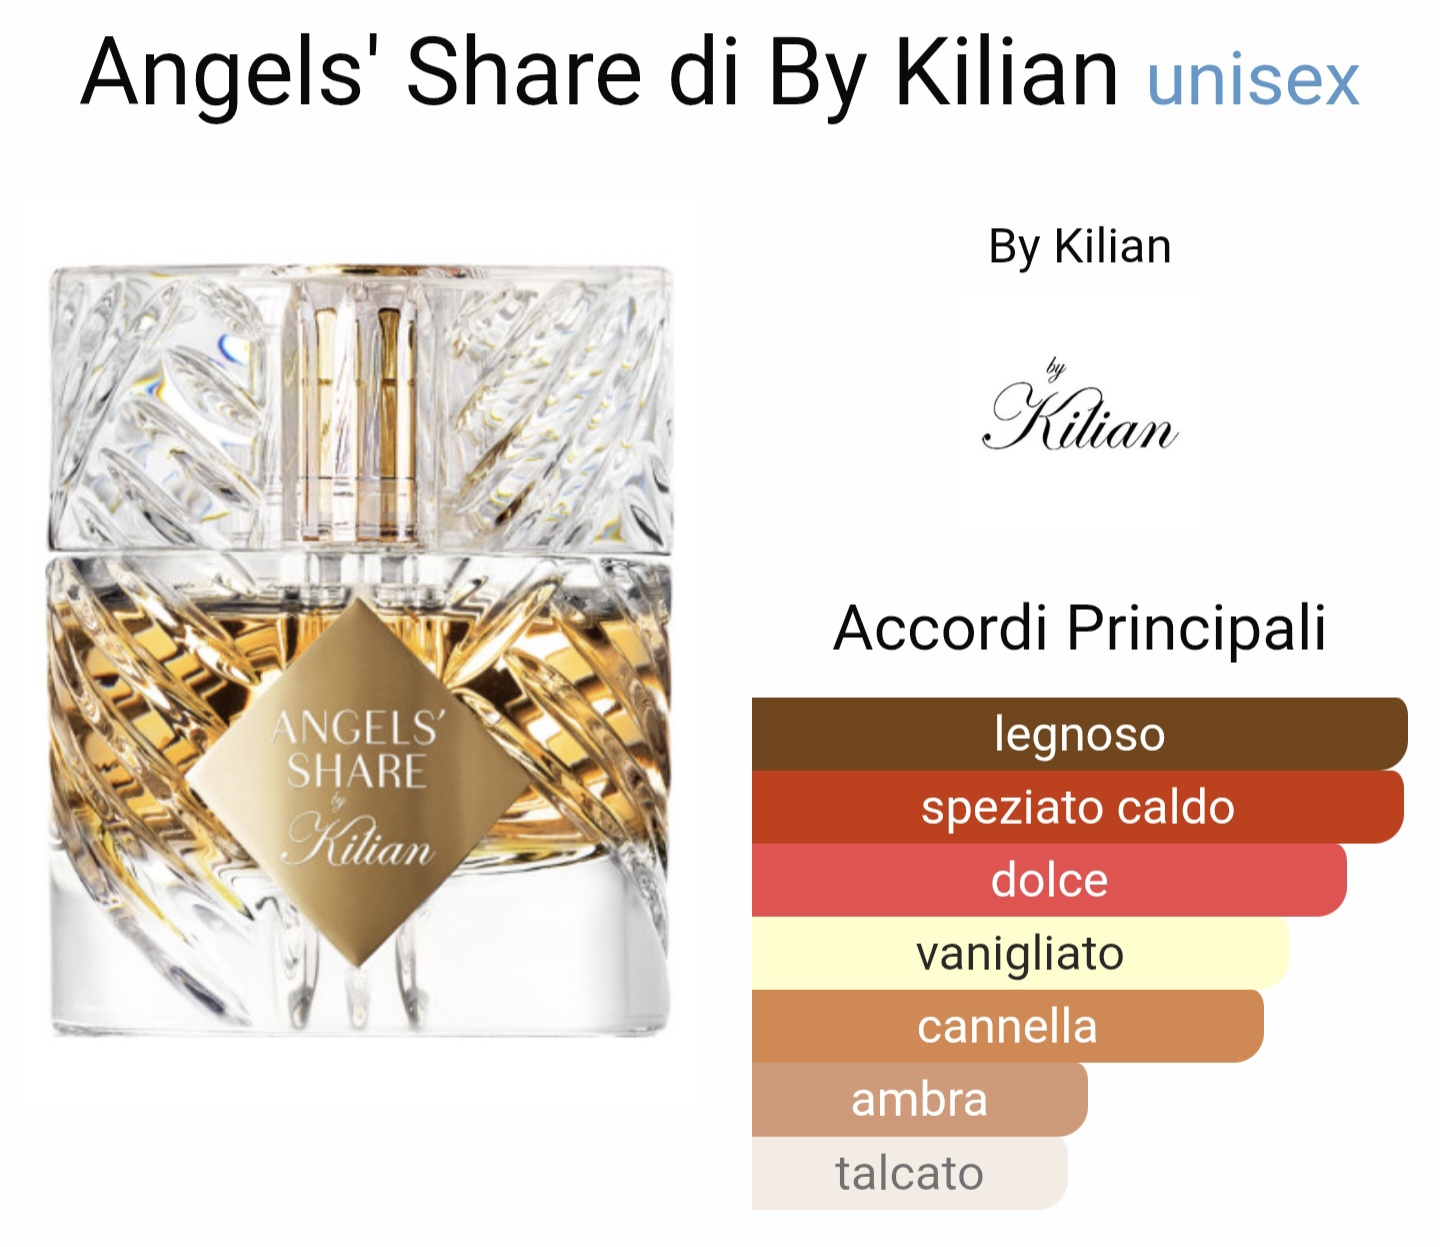 Angels' Share di By Kilian unisex
By Kilian
by
Kilian
ANGELS'
SHARE
by
Kilian
Accordi Principali
legnoso
speziato caldo
dolce
vanigliato
cannella
ambra
talcato